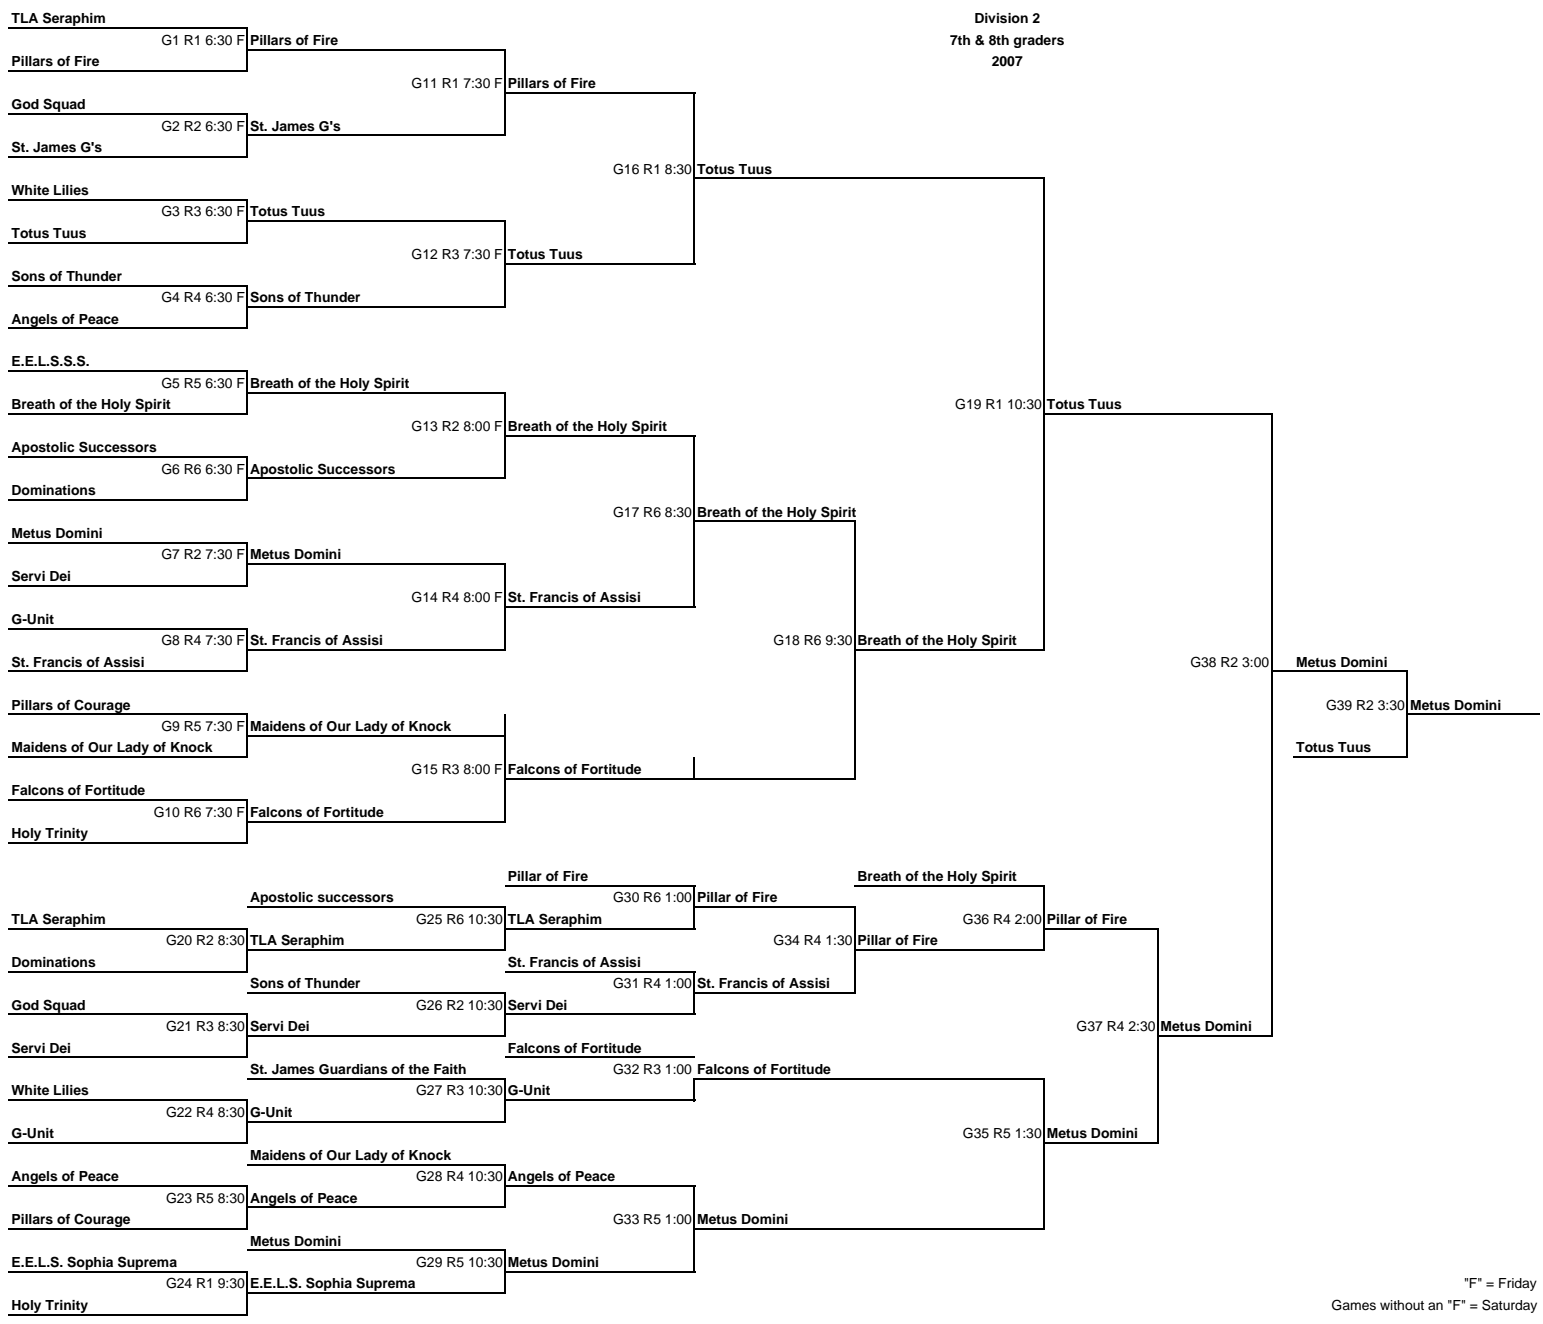 TLA Seraphim
Division 2
G1 R1 6:30 F Pillars of Fire
7th & 8th graders
Pillars of Fire
2007
G11 R1 7:30 F Pillars of Fire
God Squad
G2 R2 6:30 F St. James G's
St. James G's
G16 R1 8:30 Totus Tuus
White Lilies
G3 R3 6:30 F Totus Tuus
Totus Tuus
G12 R3 7:30 F Totus Tuus
Sons of Thunder
G4 R4 6:30 F Sons of Thunder
Angels of Peace
E.E.L.S.S.S.
G5 R5 6:30 F Breath of the Holy Spirit
Breath of the Holy Spirit
G19 R1 10:30 Totus Tuus
G13 R2 8:00 F Breath of the Holy Spirit
Apostolic Successors
G6 R6 6:30 F Apostolic Successors
Dominations
G17 R6 8:30 Breath of the Holy Spirit
Metus Domini
G7 R2 7:30 F Metus Domini
Servi Dei
G14 R4 8:00 F St. Francis of Assisi
G-Unit
G8 R4 7:30 F St. Francis of Assisi
G18 R6 9:30 Breath of the Holy Spirit
St. Francis of Assisi
G38 R2 3:00 Metus Domini
Pillars of Courage
G39 R2 3:30 Metus Domini
G9 R5 7:30 F Maidens of Our Lady of Knock
Maidens of Our Lady of Knock
Totus Tuus
G15 R3 8:00 F Falcons of Fortitude
Falcons of Fortitude
G10 R6 7:30 F Falcons of Fortitude
Holy Trinity
Pillar of Fire
Breath of the Holy Spirit
Apostolic successors
G30 R6 1:00 Pillar of Fire
TLA Seraphim
G25 R6 10:30 TLA Seraphim
G36 R4 2:00 Pillar of Fire
G20 R2 8:30 TLA Seraphim
G34 R4 1:30 Pillar of Fire
Dominations
St. Francis of Assisi
Sons of Thunder
G31 R4 1:00 St. Francis of Assisi
God Squad
G26 R2 10:30 Servi Dei
G21 R3 8:30 Servi Dei
G37 R4 2:30 Metus Domini
Servi Dei
Falcons of Fortitude
St. James Guardians of the Faith
G32 R3 1:00 Falcons of Fortitude
White Lilies
G27 R3 10:30 G-Unit
G22 R4 8:30 G-Unit
G-Unit
G35 R5 1:30 Metus Domini
Maidens of Our Lady of Knock
Angels of Peace
G28 R4 10:30 Angels of Peace
G23 R5 8:30 Angels of Peace
Pillars of Courage
G33 R5 1:00 Metus Domini
Metus Domini
E.E.L.S. Sophia Suprema
G29 R5 10:30 Metus Domini
G24 R1 9:30 E.E.L.S. Sophia Suprema
"F" = Friday
Holy Trinity
Games without an "F" = Saturday